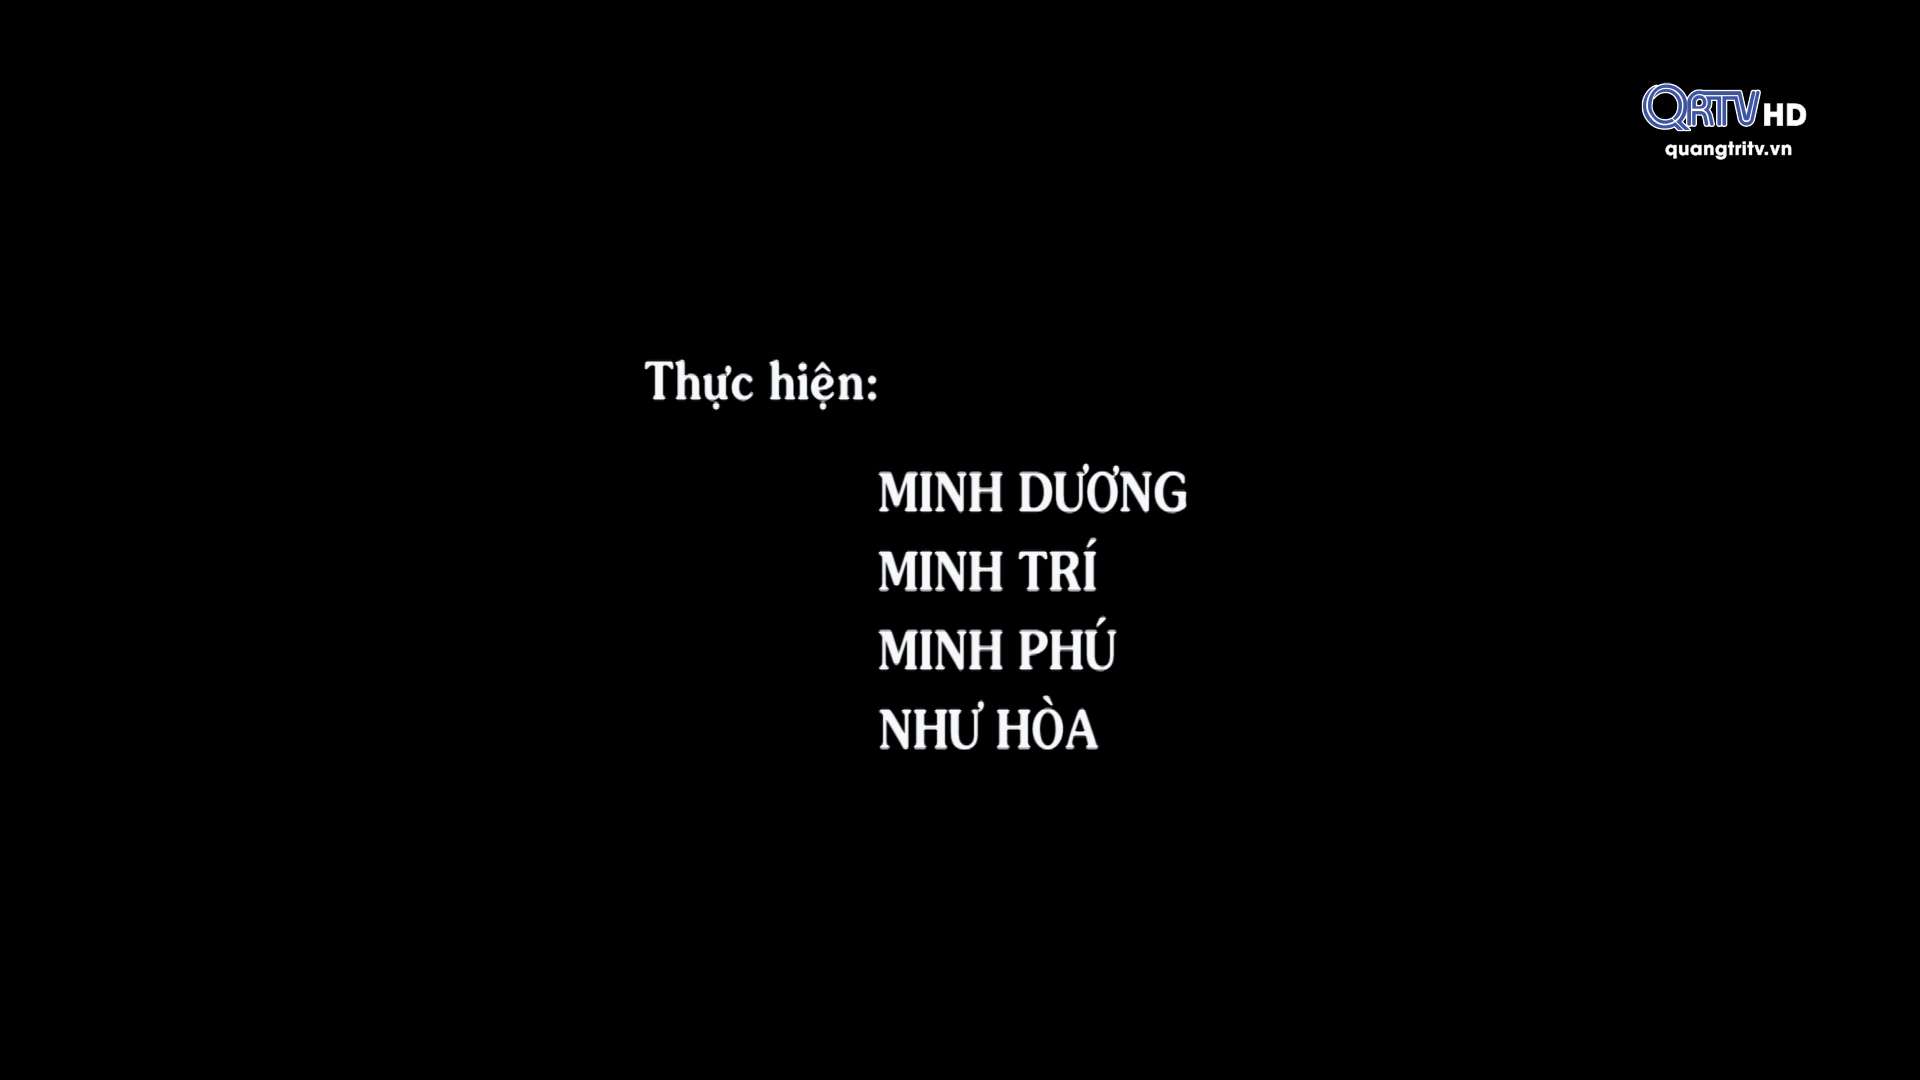 QRTV HD
quangtritv.vn
Thực hiện:
MINH DƯƠNG
MINH TRÍ
MINH PHÚ
NHƯ HÒA